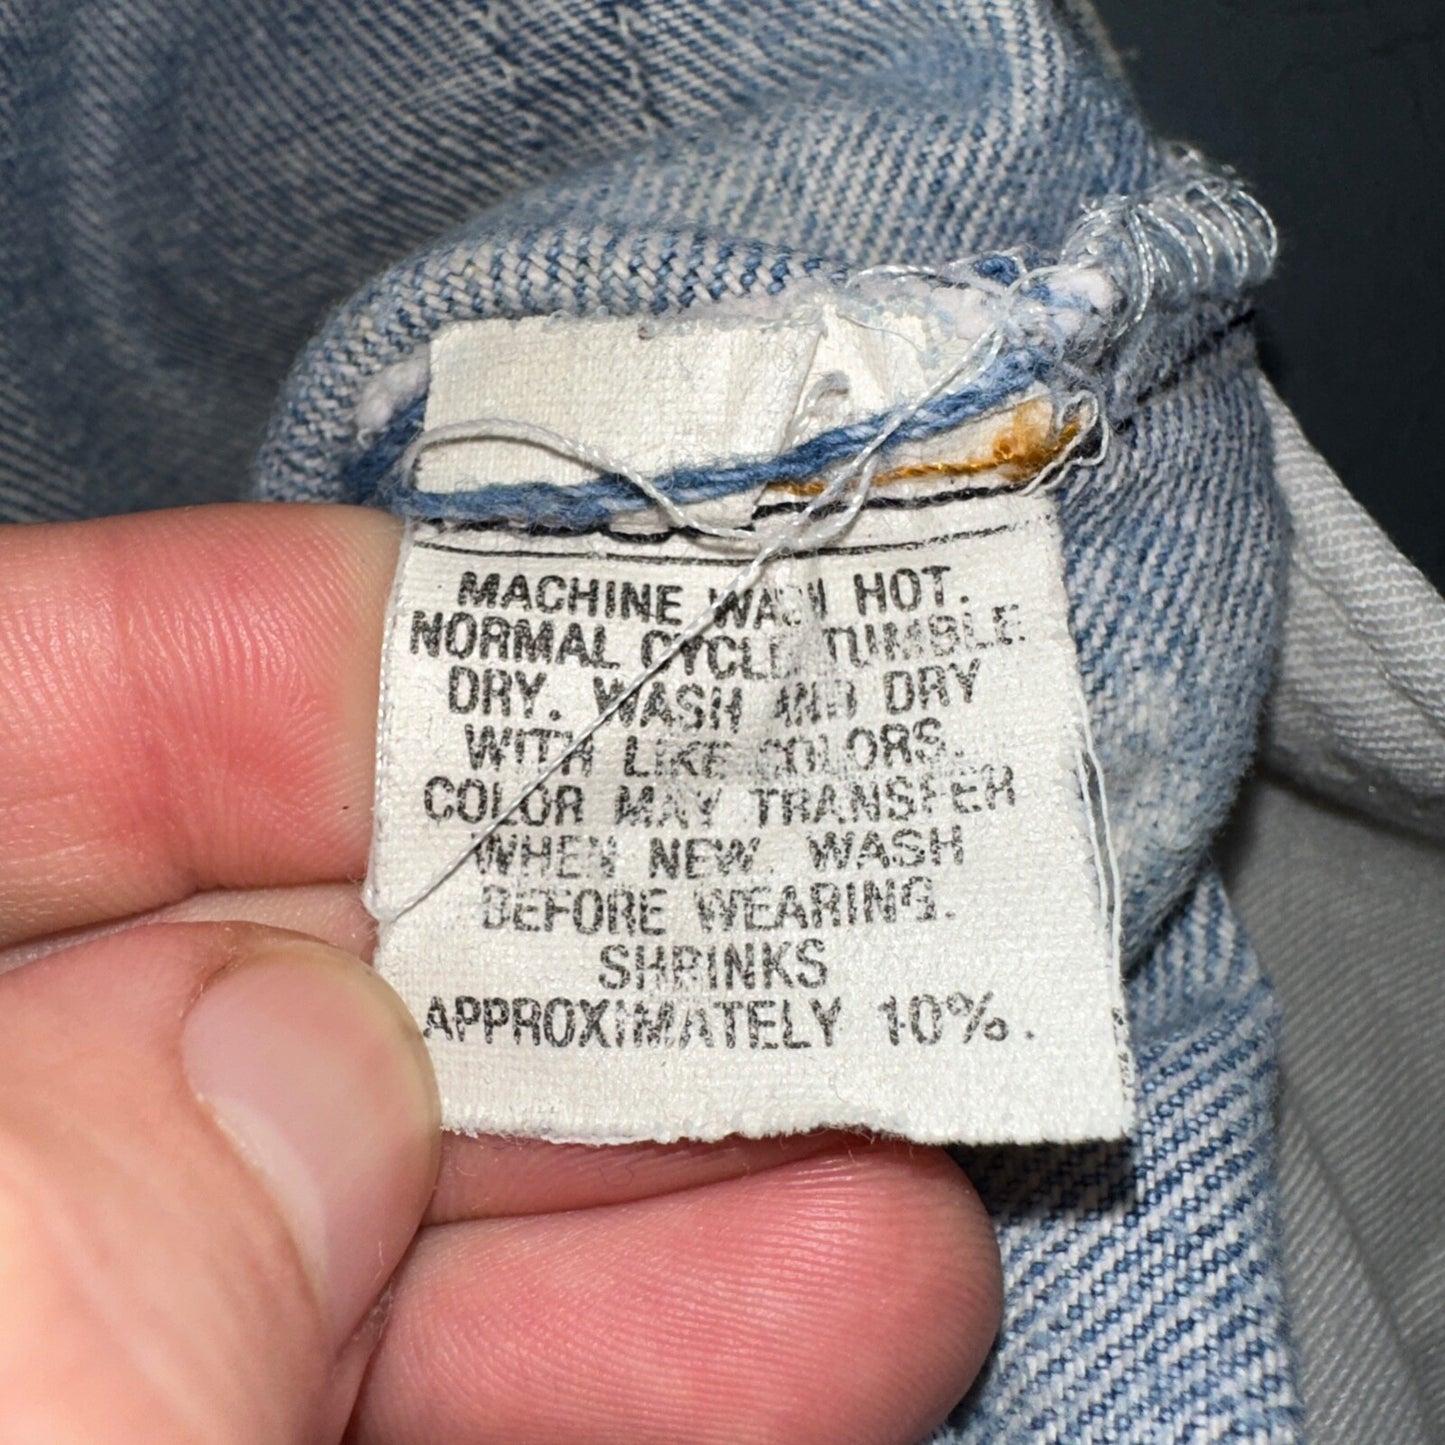 MACHINE WASH HOT.
NORMAL CYCLE TUMBLE
DRY. WASH AND DRY
WITH LIKE COLORS.
COLOR MAY TRANSFER
WHEN NEW. WASH
BEFORE WEARING.
SHRINKS
APPROXIMATELY 10%.